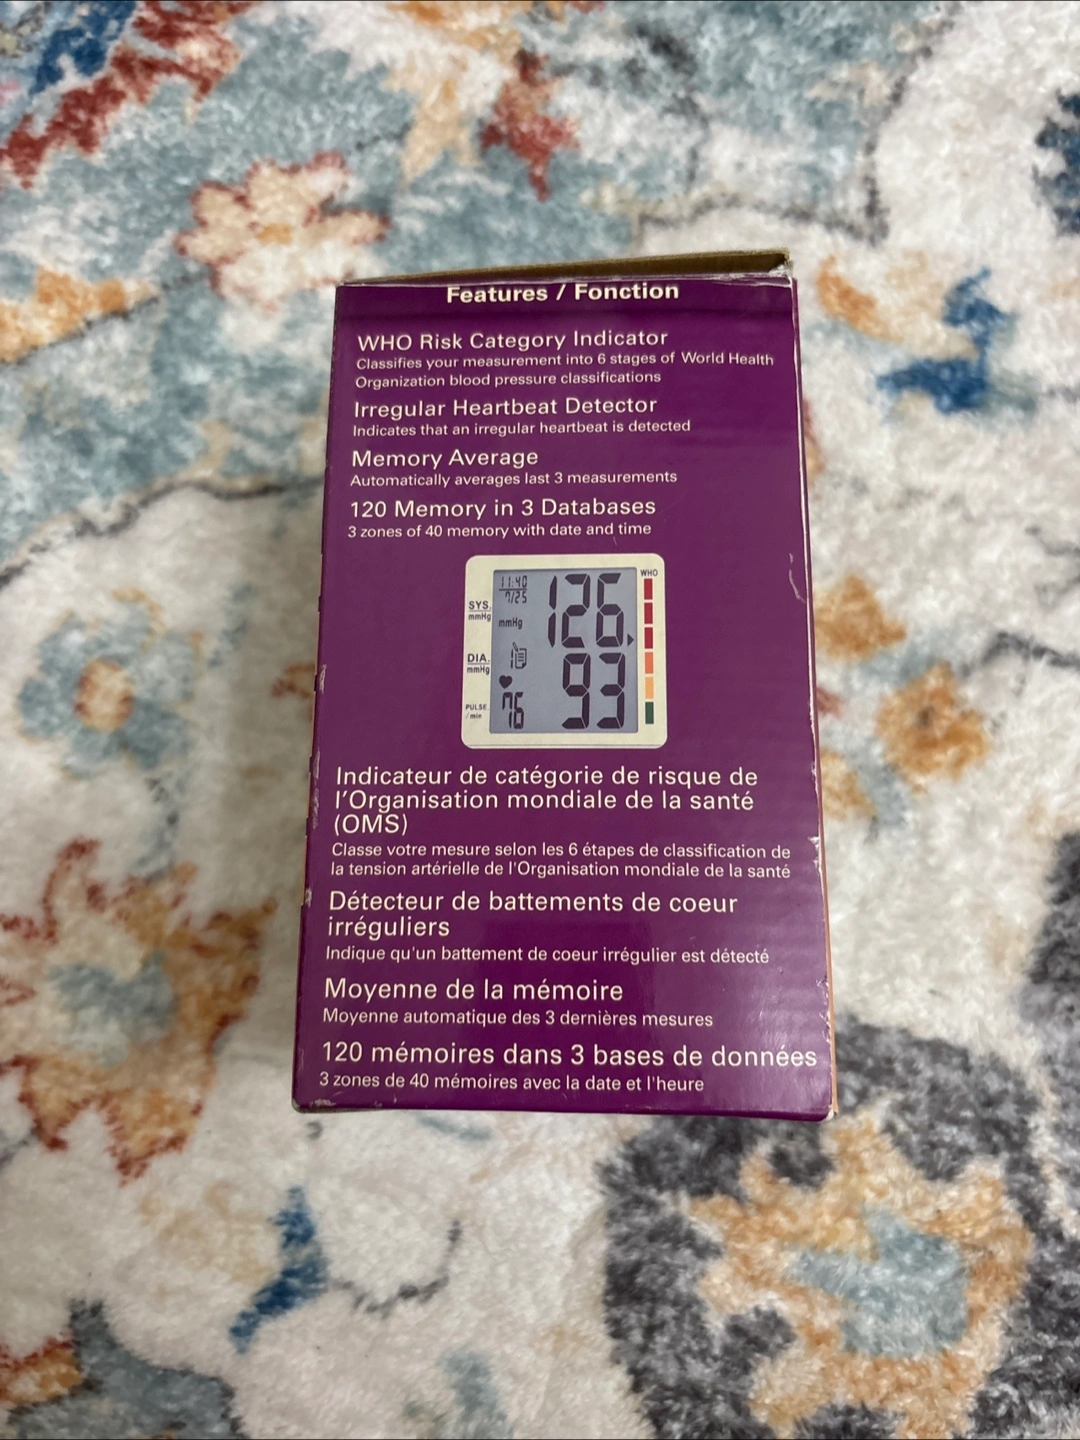 Features / Fonction
WHO Risk Category Indicator
Classifies your measurement into 6 stages of World Health
Organization blood pressure classifications
Irregular Heartbeat Detector
Indicates that an irregular heartbeat is detected
Memory Average
Automatically averages last 3 measurements
120 Memory in 3 Databases
3 zones of 40 memory with date and time
WHO
11:40
7/25
126
SYS.
mmHg
mmHg
DIA.
mmHg
93
PULSE
/min
76
Indicateur de catégorie de risque de
l'Organisation mondiale de la santé
(OMS)
Classe votre mesure selon les 6 étapes de classification de
la tension artérielle de l'Organisation mondiale de la santé
Détecteur de battements de coeur
irréguliers
Indique qu'un battement de coeur irrégulier est détecté
Moyenne de la mémoire
Moyenne automatique des 3 dernières mesures
120 mémoires dans 3 bases de données
3 zones de 40 mémoires avec la date et l'heure